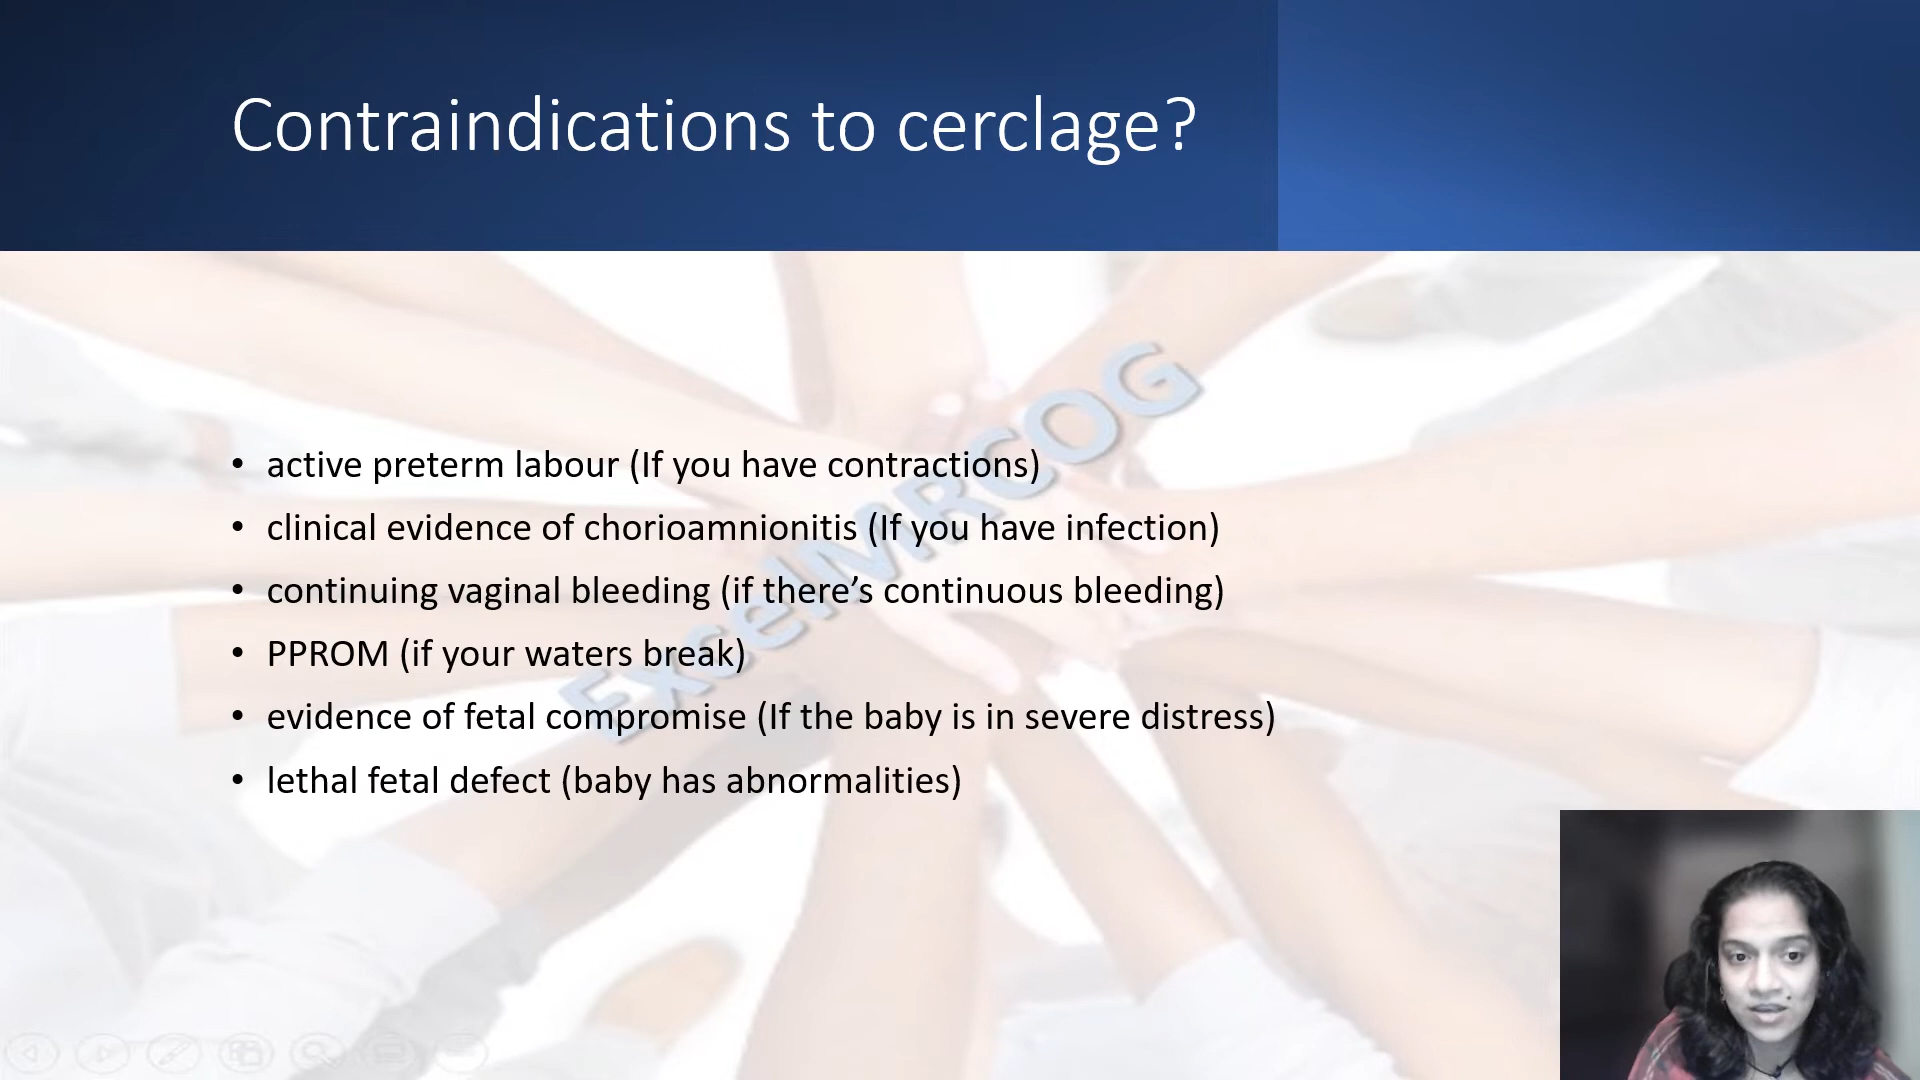 Contraindications to cerclage?
• active preterm labour (If you have contractions)
• clinical evidence of chorioamnionitis (If you have infection)
• continuing vaginal bleeding (if there’s continuous bleeding)
• PPROM (if your waters break)
• evidence of fetal compromise (If the baby is in severe distress)
• lethal fetal defect (baby has abnormalities)
ExcelMRCOG